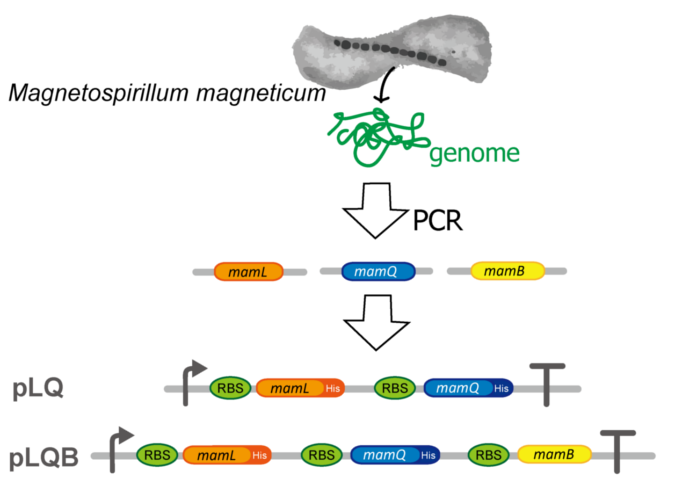 Magnetospirillum magneticum
genome
PCR
mamL mamQ mamB
pLQ RBS mamL His RBS mamQ His
pLQB RBS mamL His RBS mamQ His RBS mamB